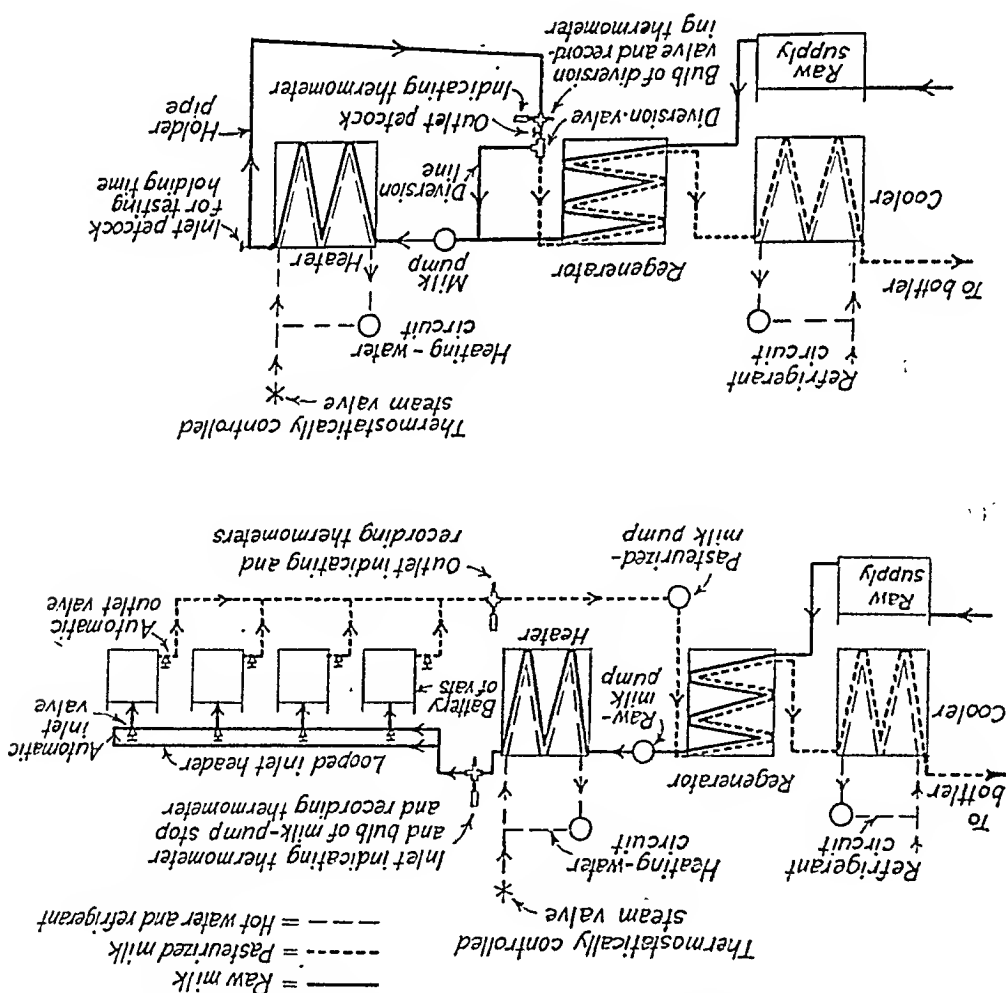 ——— = Raw milk
------ = Pasteurized milk
— — — = Hot water and refrigerant
Thermostatically controlled
steam valve
Refrigerant
circuit
Heating-water
circuit
Inlet indicating thermometer
and bulb of milk-pump stop
and recording thermometer
To
bottler
Cooler
Regenerator
Raw-
milk
pump
Looped inlet header
Automatic
inlet
valve
Battery
of vats
Automatic
outlet valve
Raw
supply
Heater
Pasteurized-
milk pump
Outlet indicating and
recording thermometers
Thermostatically controlled
steam valve
Refrigerant
circuit
Heating-water
circuit
To bottler
Cooler
Regenerator
Milk
pump
Heater
Inlet petcock
for testing
holding time
Diversion
line
Holder
pipe
Raw
supply
Diversion-valve
Outlet petcock
Indicating thermometer
Bulb of diversion
valve and record-
ing thermometer